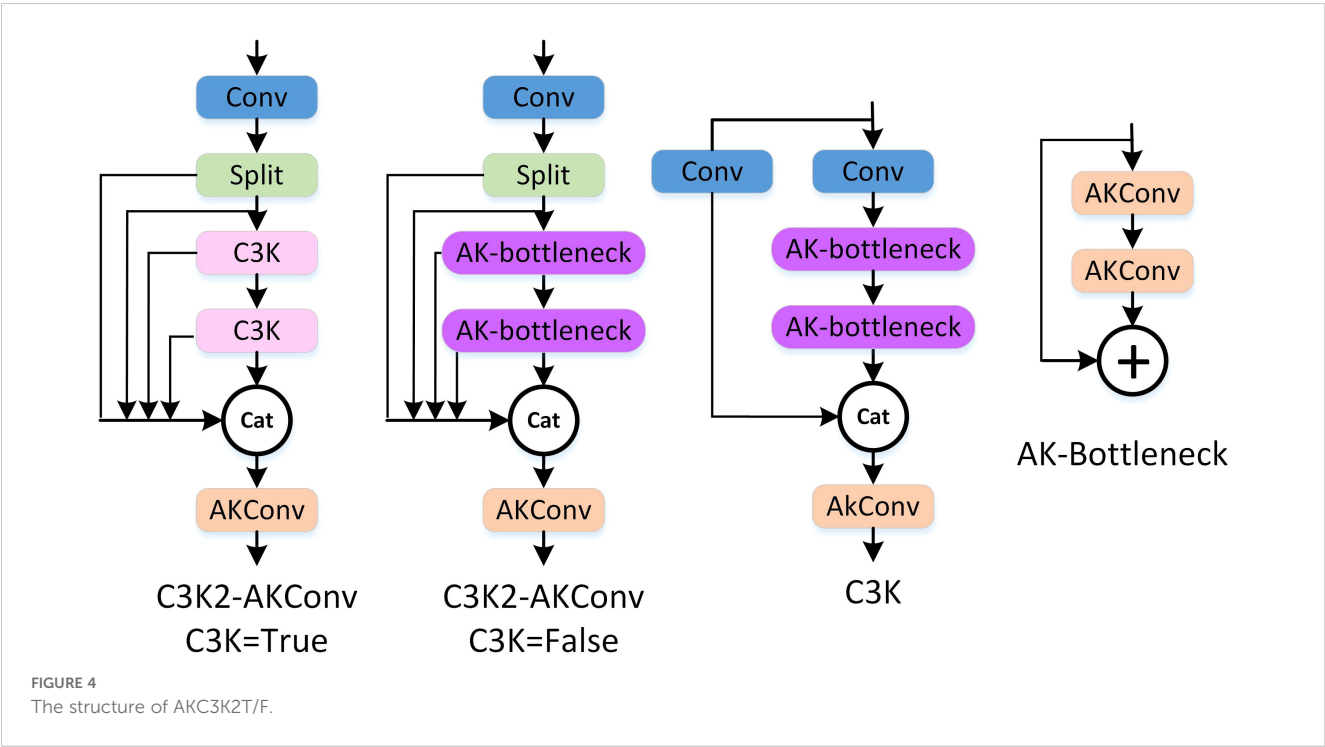 Conv
Split
C3K
C3K
Cat
AKConv
C3K2-AKConv
C3K=True
Conv
Split
AK-bottleneck
AK-bottleneck
Cat
AKConv
C3K2-AKConv
C3K=False
Conv
Conv
AK-bottleneck
AK-bottleneck
Cat
AkConv
C3K
AKConv
AKConv
+
AK-Bottleneck
FIGURE 4
The structure of AKC3K2T/F.